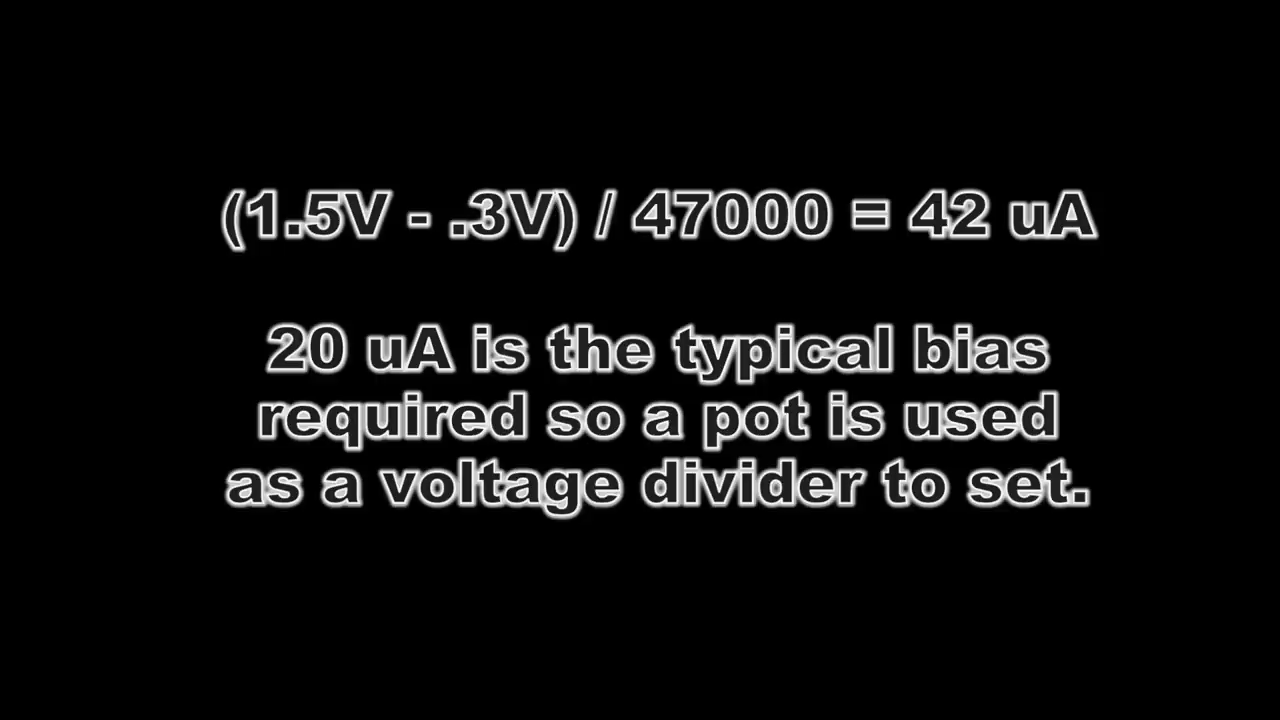 (1.5V - .3V) / 47000 = 42 uA
20 uA is the typical bias
required so a pot is used
as a voltage divider to set.